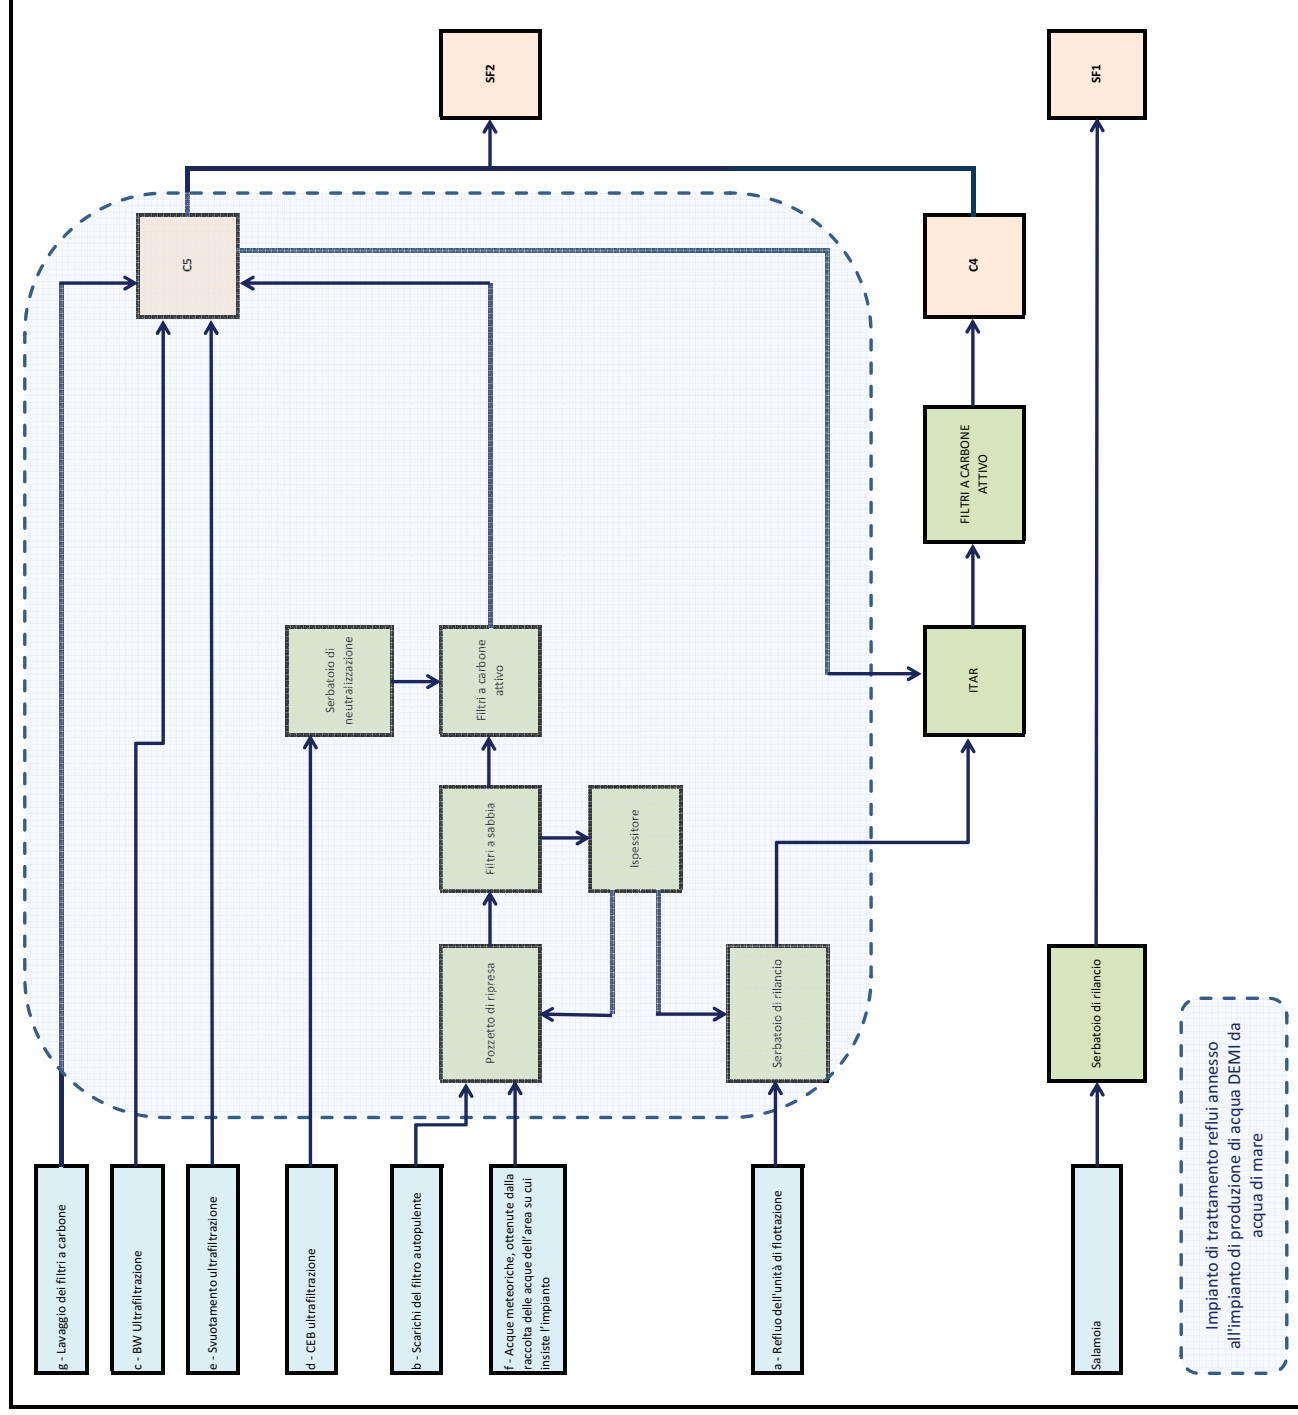 g - Lavaggio dei filtri a carbone
c - BW Ultrafiltrazione
e - Svuotamento ultrafiltrazione
d - CEB ultrafiltrazione
b - Scarichi del filtro autopulente
f - Acque meteoriche, ottenute dalla
raccolta delle acque dell'area su cui
insiste l'impianto
a - Refluo dell'unità di flottazione
Salamoia
Pozzetto di ripresa
Serbatoio di rilancio
Serbatoio di rilancio
Filtri a sabbia
Ispessitore
Serbatoio di
neutralizzazione
Filtri a carbone
attivo
ITAR
FILTRI A CARBONE
ATTIVO
C5
C4
SF2
SF1
Impianto di trattamento reflui annesso
all'impianto di produzione di acqua DEMI da
acqua di mare